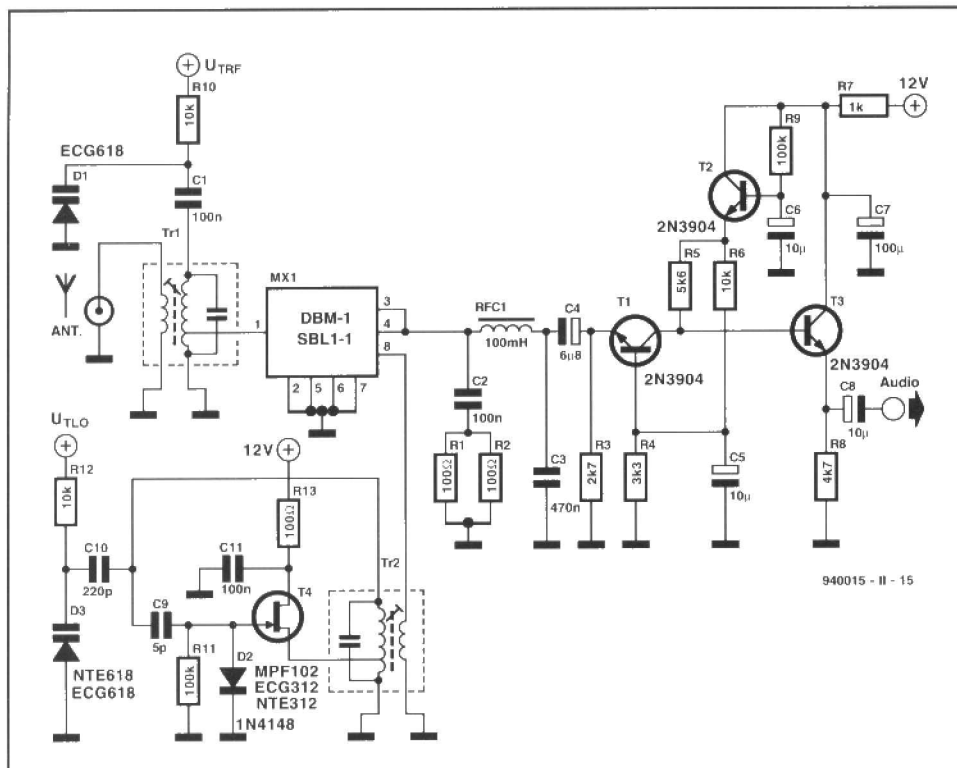 U TRF
R10
10k
ECG618
D1
C1
100n
Tr1
ANT.
MX1
DBM-1
SBL1-1
1
3
4
8
2 5 6 7
RFC1
100mH
C4
6µ8
C2
100n
R1
100Ω
R2
100Ω
C3
470n
R3
2k7
T1
2N3904
R4
3k3
R5
5k6
R6
10k
T2
2N3904
R9
100k
C6
10µ
R7
1k
12V
C7
100µ
T3
2N3904
C5
10µ
C8
10µ
Audio
R8
4k7
U TLO
R12
10k
C10
220p
D3
NTE618
ECG618
C9
5p
R11
100k
D2
1N4148
12V
R13
100Ω
C11
100n
T4
MPF102
ECG312
NTE312
Tr2
940015 - II - 15